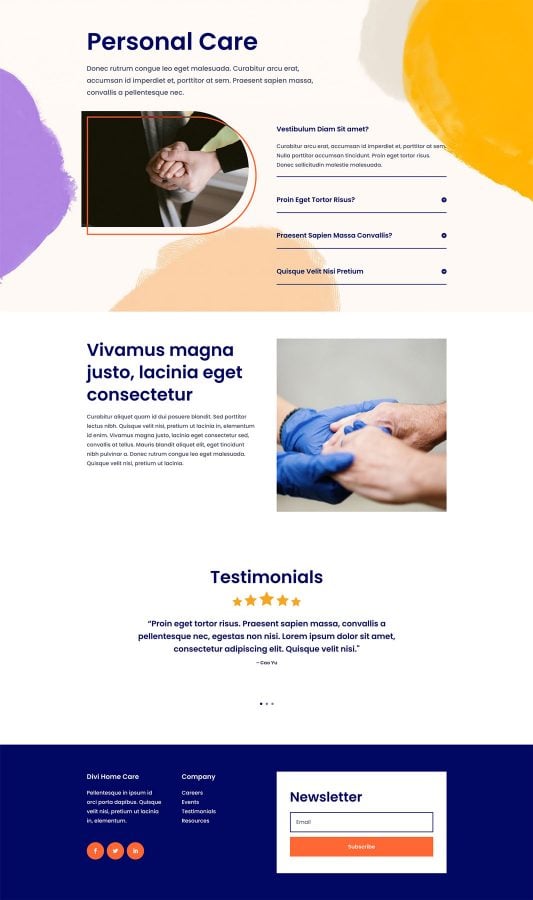 Personal Care
Donec rutrum congue leo eget malesuada. Curabitur arcu erat,
accumsan id imperdiet et, porttitor at sem. Praesent sapien massa,
convallis a pellentesque nec.
Vestibulum Diam Sit amet?
Curabitur arcu erat, accumsan id imperdiet et, porttitor at sem.
Nulla porttitor accumsan tincidunt. Proin eget tortor risus.
Donec sollicitudin molestie malesuada.
Proin Eget Tortor Risus?
Praesent Sapien Massa Convallis?
Quisque Velit Nisi Pretium
Vivamus magna
justo, lacinia eget
consectetur
Curabitur aliquet quam id dui posuere blandit. Sed porttitor
lectus nibh. Quisque velit nisi, pretium ut lacinia in, elementum
id enim. Vivamus magna justo, lacinia eget consectetur sed,
convallis at tellus. Mauris blandit aliquet elit, eget tincidunt
nibh pulvinar a. Donec rutrum congue leo eget malesuada.
Quisque velit nisi, pretium ut lacinia.
Testimonials
“Proin eget tortor risus. Praesent sapien massa, convallis a
pellentesque nec, egestas non nisi. Lorem ipsum dolor sit amet,
consectetur adipiscing elit. Quisque velit nisi."
- Cao Yu
Divi Home Care
Pellentesque in ipsum id
orci porta dapibus. Quisque
velit nisi, pretium ut lacinia
in, elementum.
Company
Careers
Events
Testimonials
Resources
Newsletter
Email
Subscribe